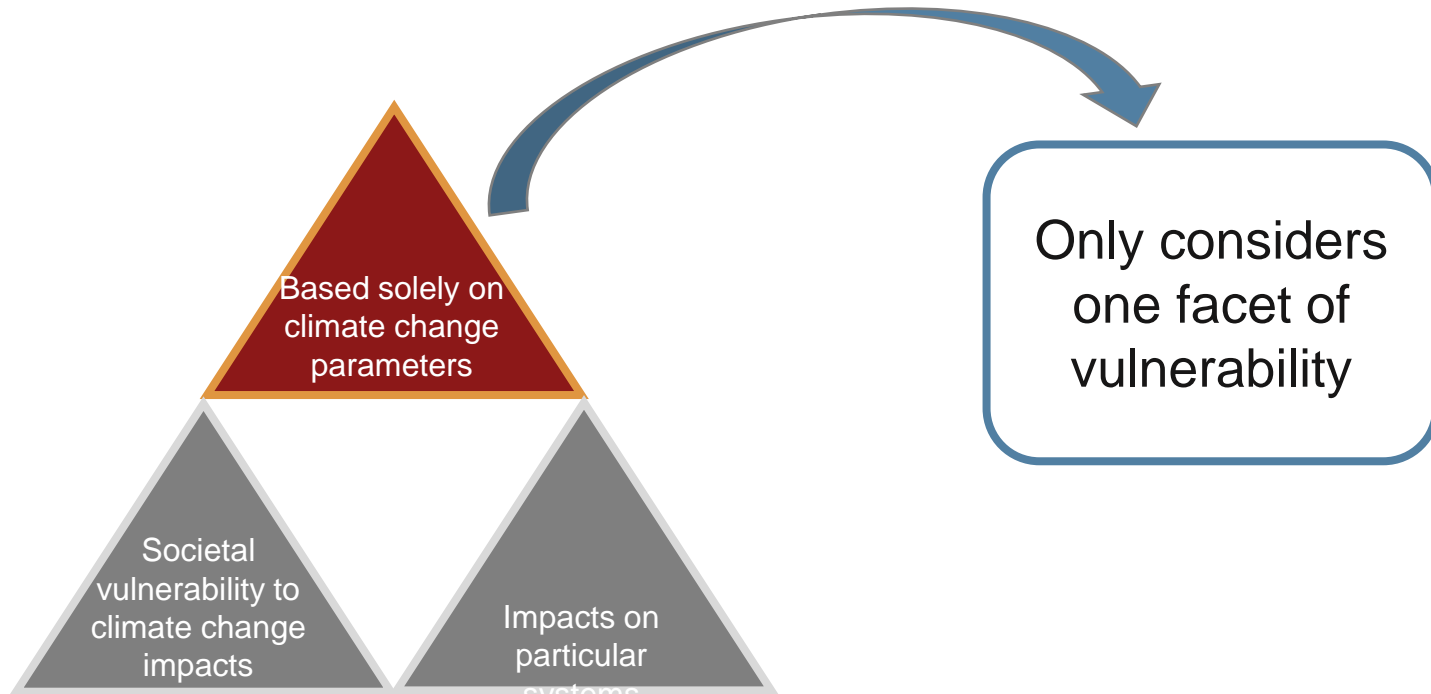 Based solely on
climate change
parameters
Only considers
one facet of
vulnerability
Societal
vulnerability to
climate change
impacts
Impacts on
particular
systems